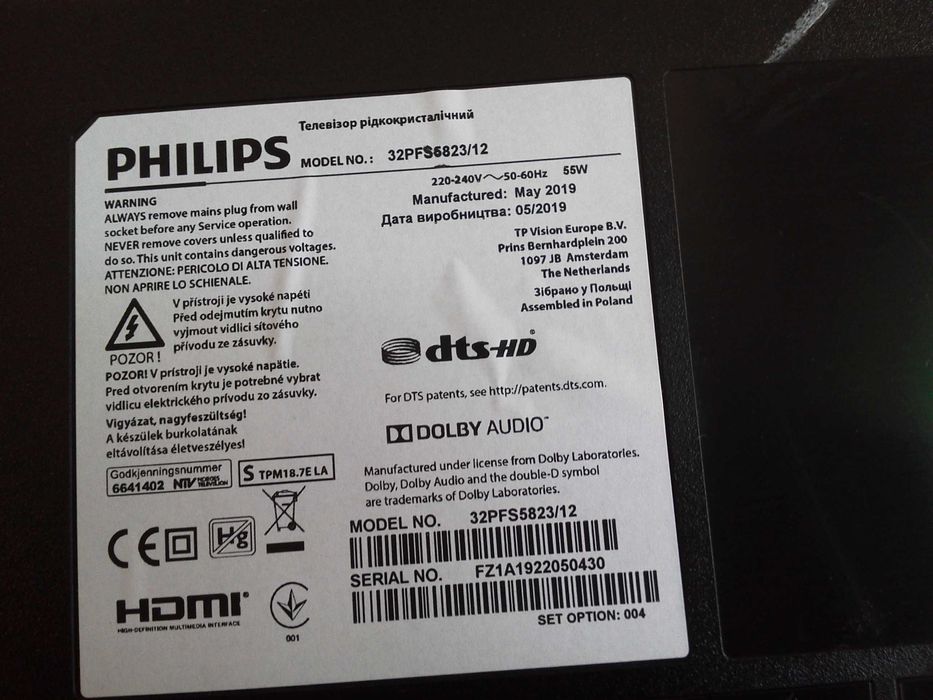 Телевізор рідкокристалічний
PHILIPS MODEL NO. : 32PFS5823/12
220-240V～50-60Hz 55W
Manufactured: May 2019
Дата виробництва: 05/2019
WARNING
ALWAYS remove mains plug from wall
socket before any Service operation.
NEVER remove covers unless qualified to
do so. This unit contains dangerous voltages.
ATTENZIONE: PERICOLO DI ALTA TENSIONE.
NON APRIRE LO SCHIENALE.
TP Vision Europe B.V.
Prins Bernhardplein 200
1097 JB Amsterdam
The Netherlands
Зібрано у Польщі
Assembled in Poland
V přístroji je vysoké napětí
Před odejmutím krytu nutno
vyjmout vidlici síťového
přívodu ze zásuvky.
POZOR !
POZOR! V prístroji je vysoké napätie.
Pred otvorením krytu je potrebné vybrat
vidlicu elektrického prívodu zo zásuvky.
Vigyázat, nagyfeszültség!
A készülek burkolatának
eltávolítása életveszélyes!
dts-HD
For DTS patents, see http://patents.dts.com.
DOLBY AUDIO™
Manufactured under license from Dolby Laboratories.
Dolby, Dolby Audio and the double-D symbol
are trademarks of Dolby Laboratories.
Godkjenningsnummer
6641402 NTV NORGES TELEVISJON
S TPM18.7E LA
CE
Hg
HDMI
HIGH-DEFINITION MULTIMEDIA INTERFACE
001
MODEL NO. 32PFS5823/12
SERIAL NO. FZ1A1922050430
SET OPTION: 004